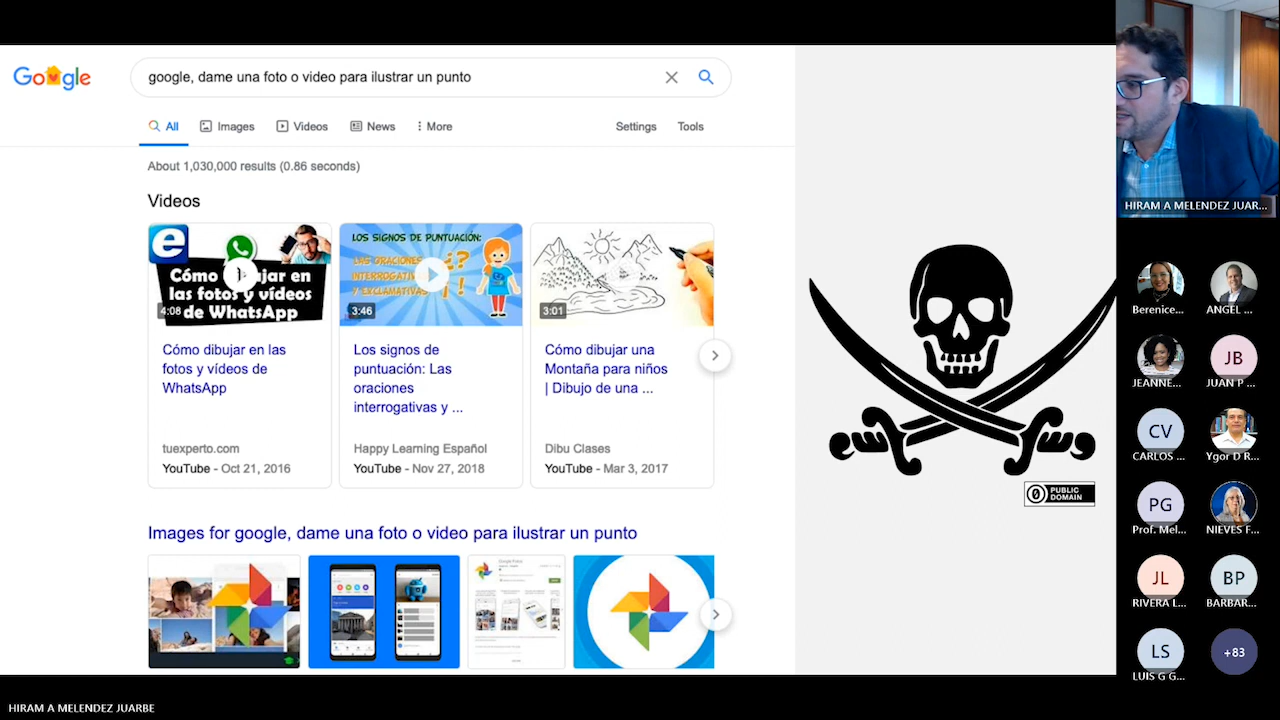 Google
google, dame una foto o video para ilustrar un punto
All
Images
Videos
News
More
Settings
Tools
About 1,030,000 results (0.86 seconds)
Videos
Cómo dibujar en
las fotos y vídeos
de WhatsApp
4:08
Cómo dibujar en las
fotos y vídeos de
WhatsApp
tuexperto.com
YouTube - Oct 21, 2016
LOS SIGNOS DE PUNTUACIÓN:
LAS ORACIONES
INTERROGATIVAS
Y EXCLAMATIVAS
¿?
¡!
3:46
Los signos de
puntuación: Las
oraciones
interrogativas y ...
Happy Learning Español
YouTube - Nov 27, 2018
3:01
Cómo dibujar una
Montaña para niños
| Dibujo de una ...
Dibu Clases
YouTube - Mar 3, 2017
Images for google, dame una foto o video para ilustrar un punto
PUBLIC
DOMAIN
HIRAM A MELENDEZ JUAR...
Berenice...
ANGEL ...
JEANNE...
JB
JUAN P ...
CV
CARLOS ...
Ygor D R...
PG
Prof. Mel...
NIEVES F...
JL
RIVERA L...
BP
BARBAR...
LS
LUIS G G...
+83
HIRAM A MELENDEZ JUARBE